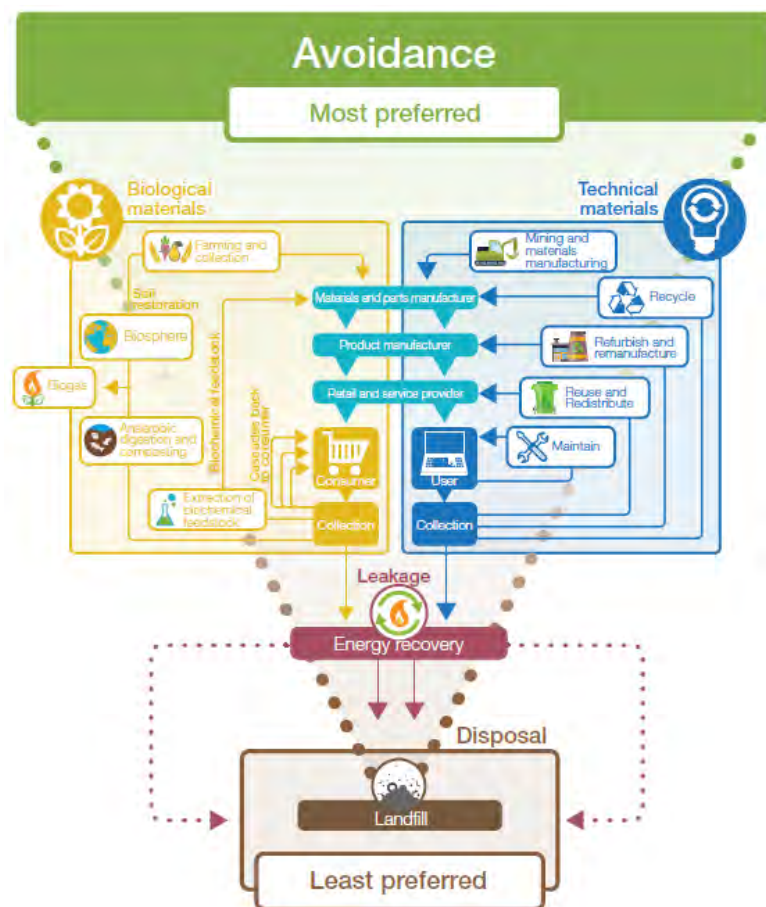 Avoidance
Most preferred
Biological
materials
Technical
materials
Farming and
collection
Mining and
materials
manufacturing
Soil
restoration
Materials and parts manufacturer
Recycle
Biosphere
Product manufacturer
Refurbish and
remanufacture
Biogas
Retail and service provider
Reuse and
Redistribute
Anaerobic
digestion and
composing
Biochemical feedstock
Cascades back
to consumer
Maintain
Consumer
User
Extraction of
biochemical
feedstock
Collection
Collection
Leakage
Energy recovery
Disposal
Landfill
Least preferred